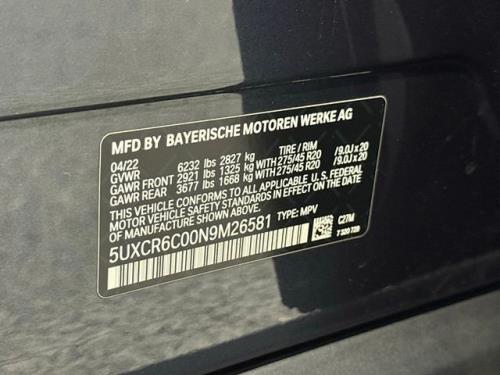 MFD BY BAYERISCHE MOTOREN WERKE AG
04/22 TIRE / RIM
GVWR 6232 lbs 2827 kg
GAWR FRONT 2921 lbs 1325 kg WITH 275/45 R20 /9.0J x 20
GAWR REAR 3677 lbs 1668 kg WITH 275/45 R20 /9.0J x 20
THIS VEHICLE CONFORMS TO ALL APPLICABLE U.S. FEDERAL
MOTOR VEHICLE SAFETY STANDARDS IN EFFECT ON THE
DATE OF MANUFACTURE SHOWN ABOVE.
5UXCR6C00N9M26581 TYPE: MPV
C27M